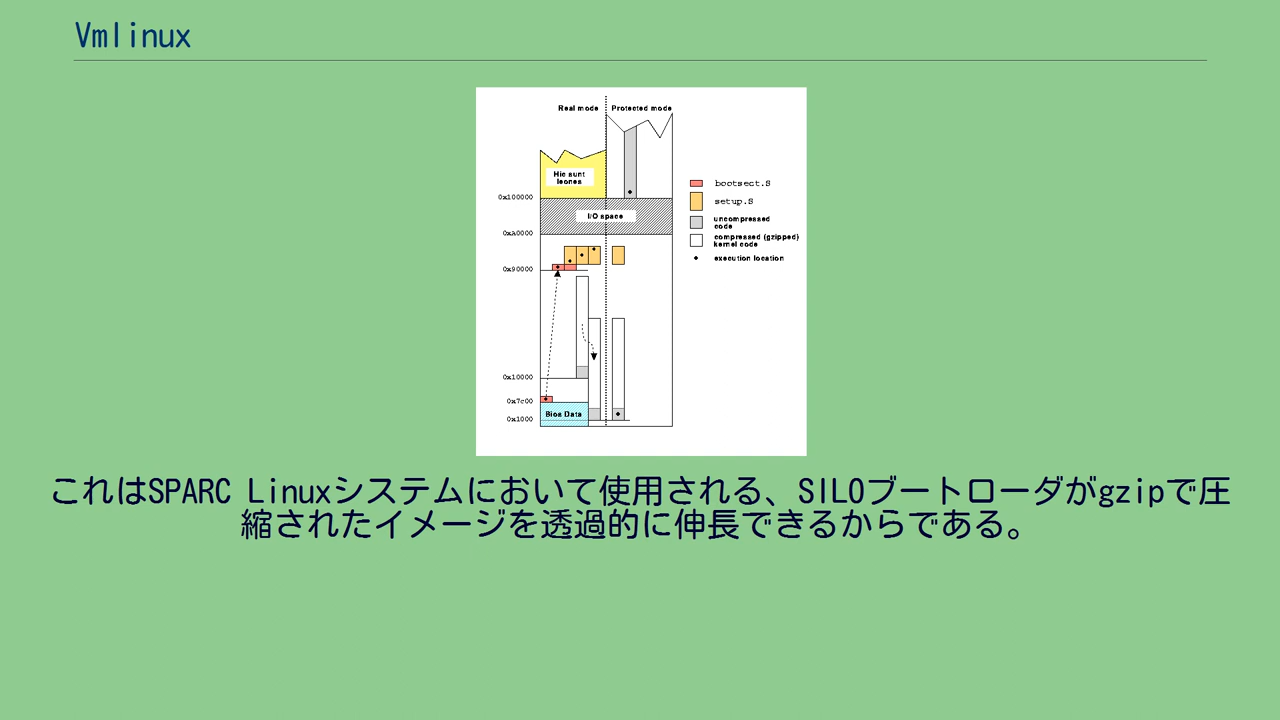 Vmlinux
Real mode
Protected mode
Hic sunt
leones
0x100000
I/O space
0xA0000
0x90000
0x10000
0x7c00
Bios Data
0x1000
bootsect.S
setup.S
uncompressed
code
compressed (gzipped)
kernel code
execution location
これはSPARC Linuxシステムにおいて使用される、SILOブートローダがgzipで圧
縮されたイメージを透過的に伸長できるからである。